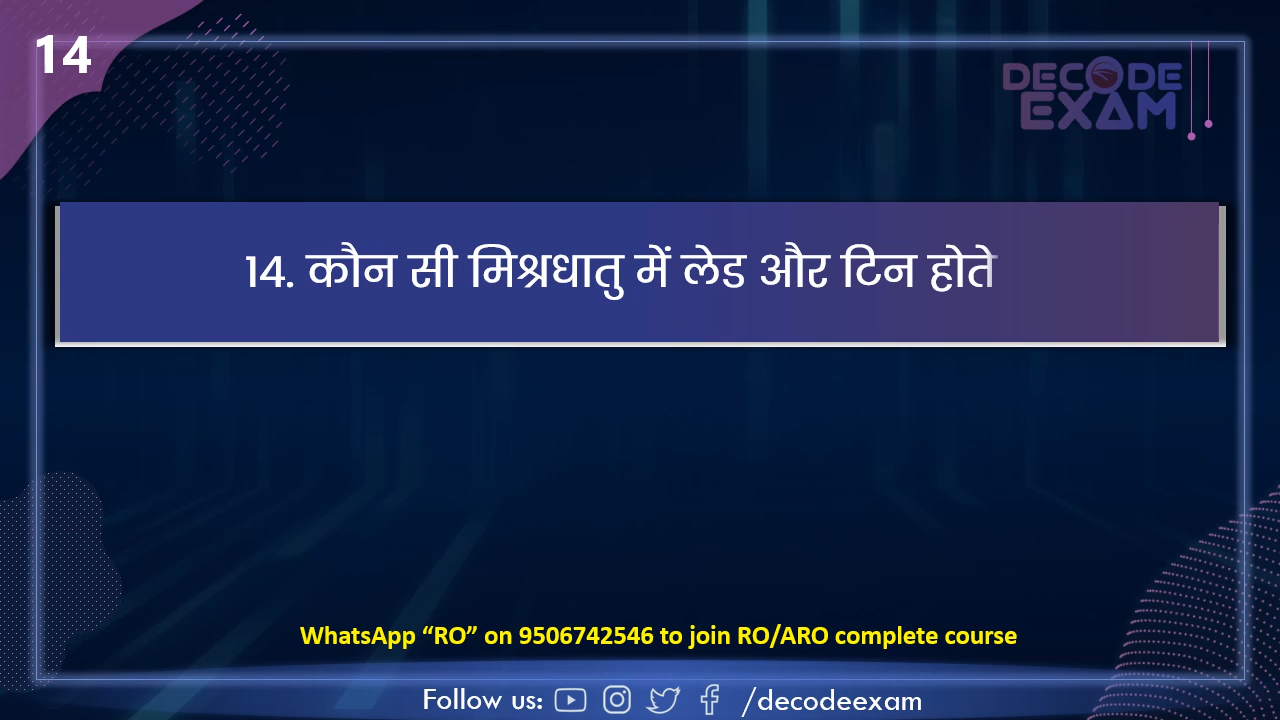 14
DECODE
EXAM
14. कौन सी मिश्रधातु में लेड और टिन होते
WhatsApp “RO” on 9506742546 to join RO/ARO complete course
Follow us: /decodeexam